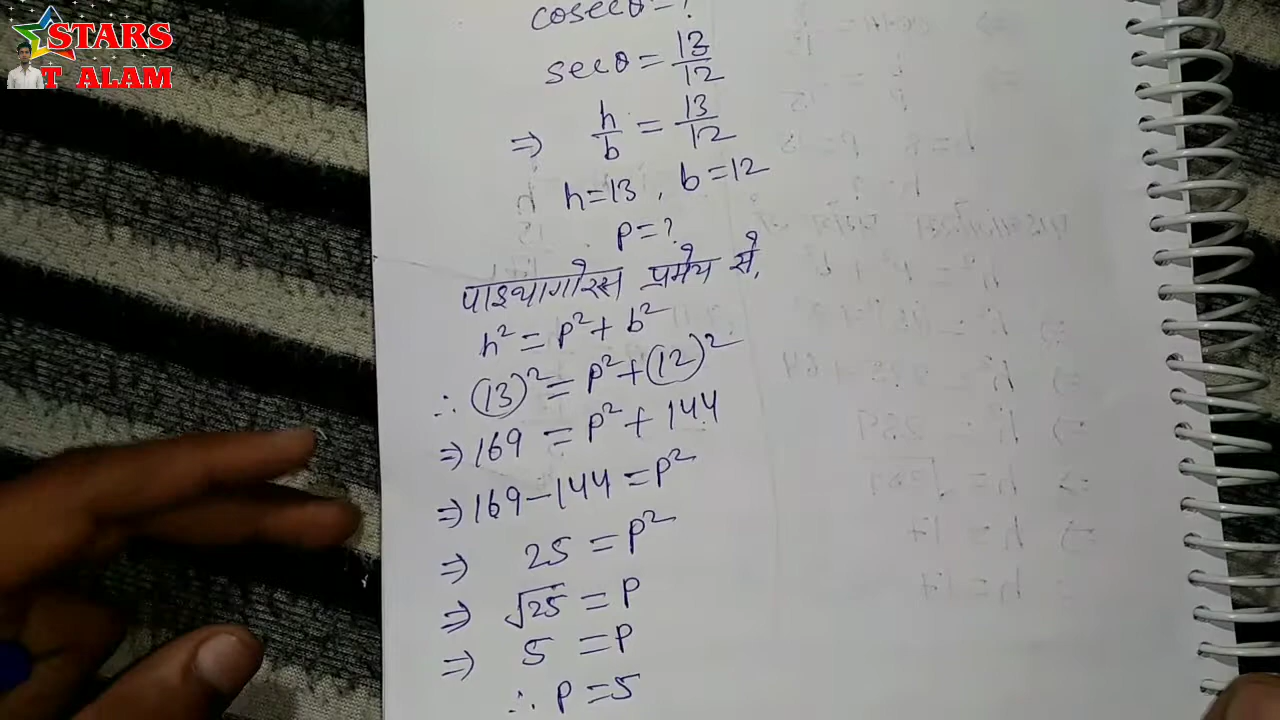 STARS
T ALAM
cosecθ=?
secθ = 13/12
⇒ h/b = 13/12
h=13, b=12
p=?
पाइथागोरस प्रमेय से,
h² = p² + b²
∴ (13)² = p² + (12)²
⇒ 169 = p² + 144
⇒ 169 - 144 = p²
⇒ 25 = p²
⇒ √25 = p
⇒ 5 = p
∴ p = 5